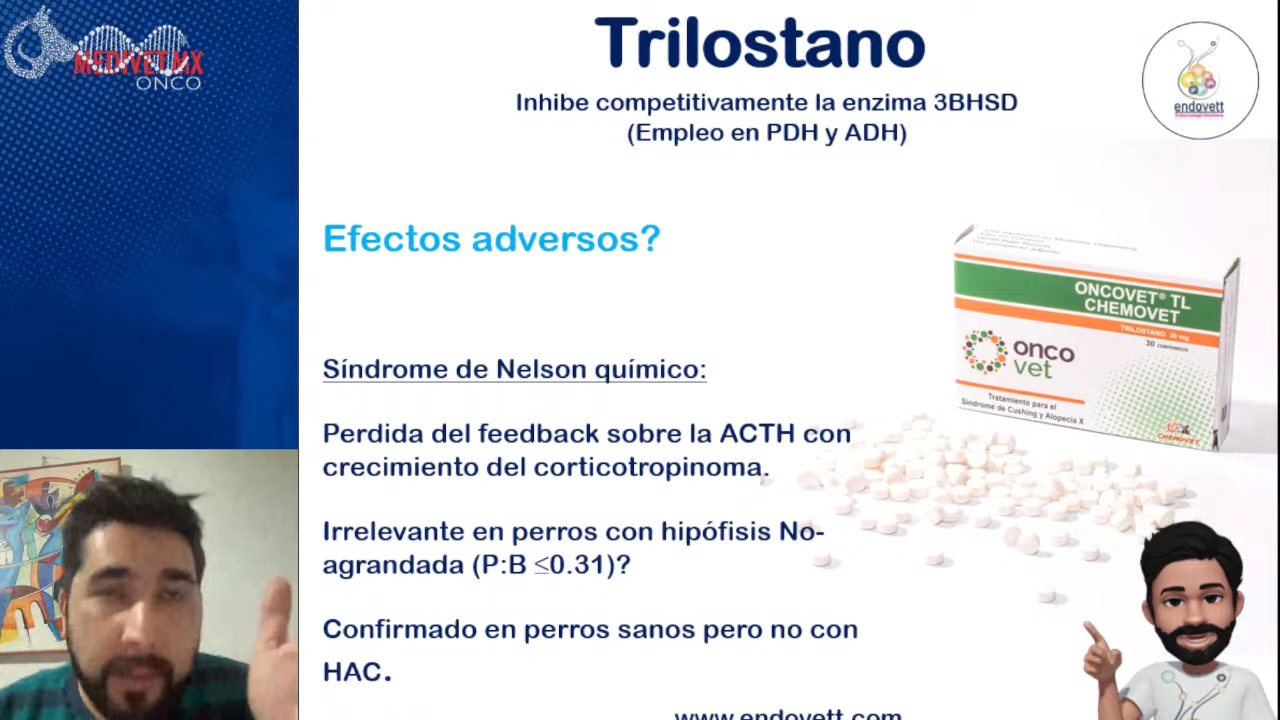 MEDIVET.MX
ONCO
Trilostano
Inhibe competitivamente la enzima 3BHSD
(Empleo en PDH y ADH)
endovett
Efectos adversos?
ONCOVET® TL
CHEMOVET
TRILOSTANO 30 mg
30 COMPRIMIDOS
onco
vet
Tratamiento para el
Síndrome de Cushing y Alopecia X
CHEMOVET
Síndrome de Nelson químico:
Perdida del feedback sobre la ACTH con
crecimiento del corticotropinoma.
Irrelevante en perros con hipófisis No-
agrandada (P:B ≤0.31)?
Confirmado en perros sanos pero no con
HAC.
www.endovett.com